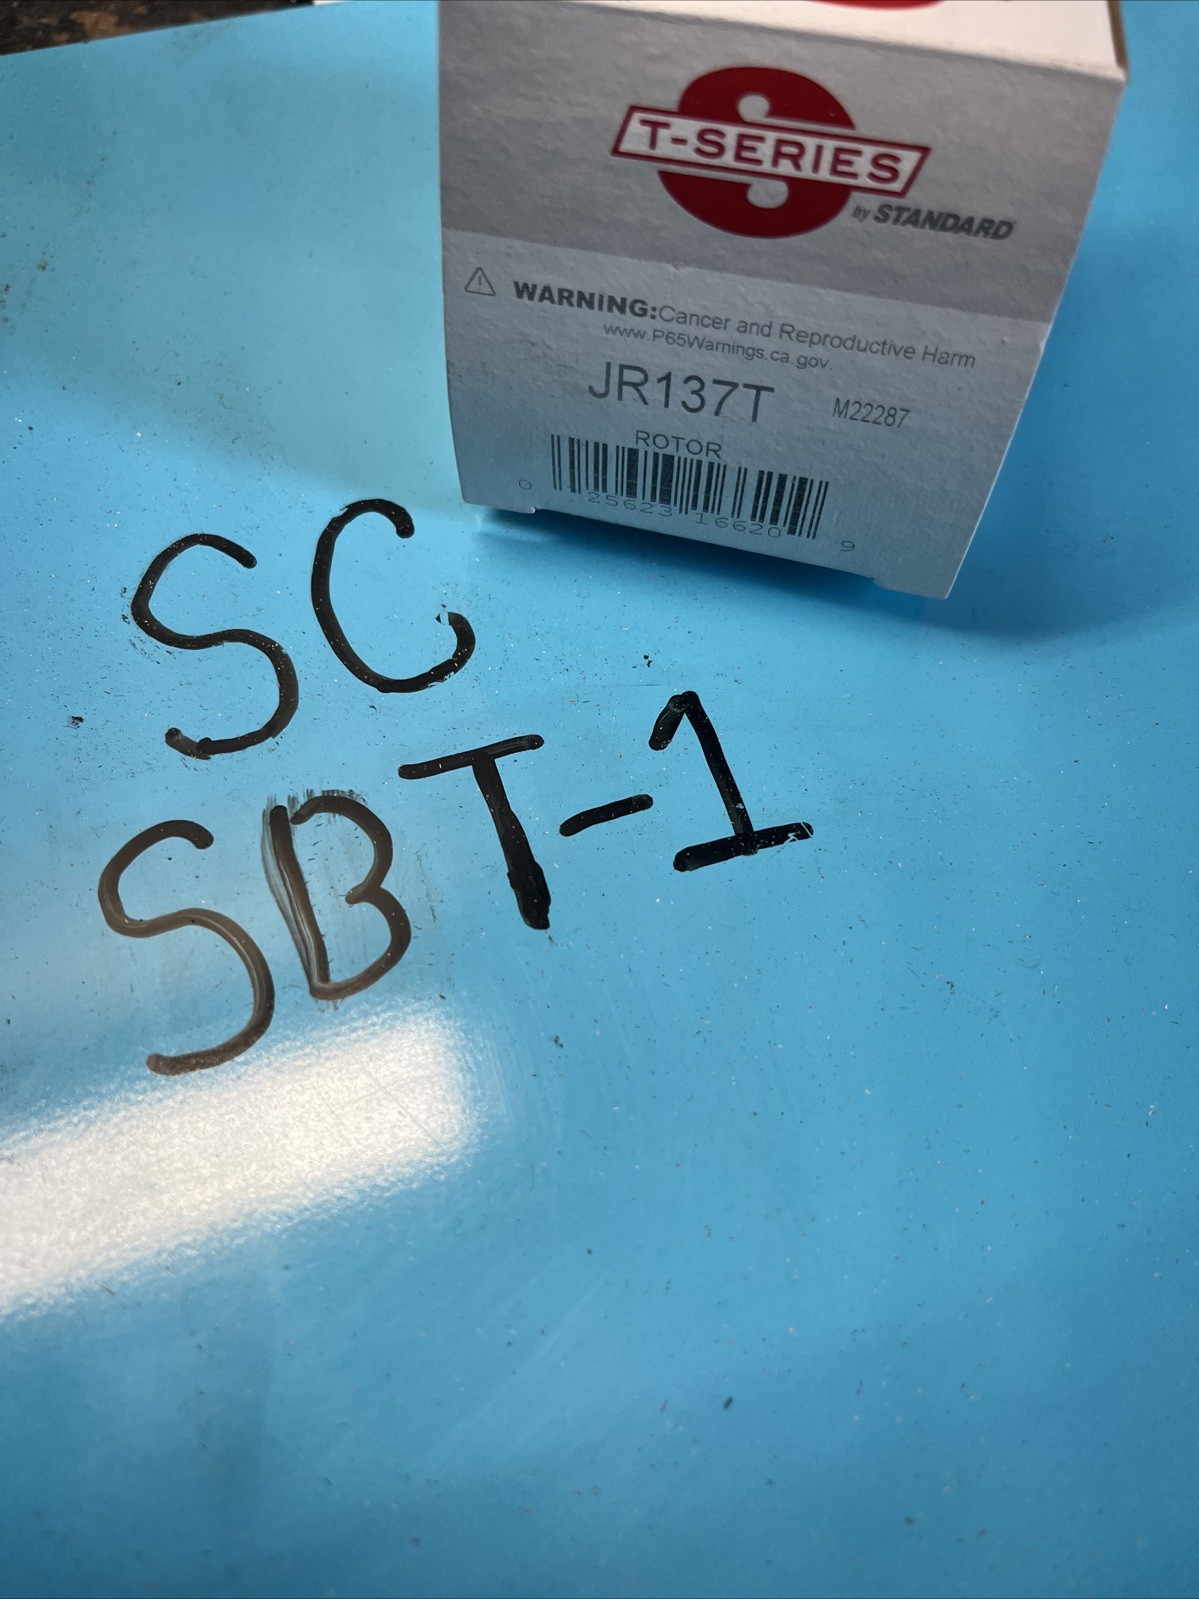 T-SERIES
by STANDARD
⚠ WARNING:Cancer and Reproductive Harm
www.P65Warnings.ca.gov
JR137T M22287
ROTOR
0 25623 16620 9
SC
SBT-1